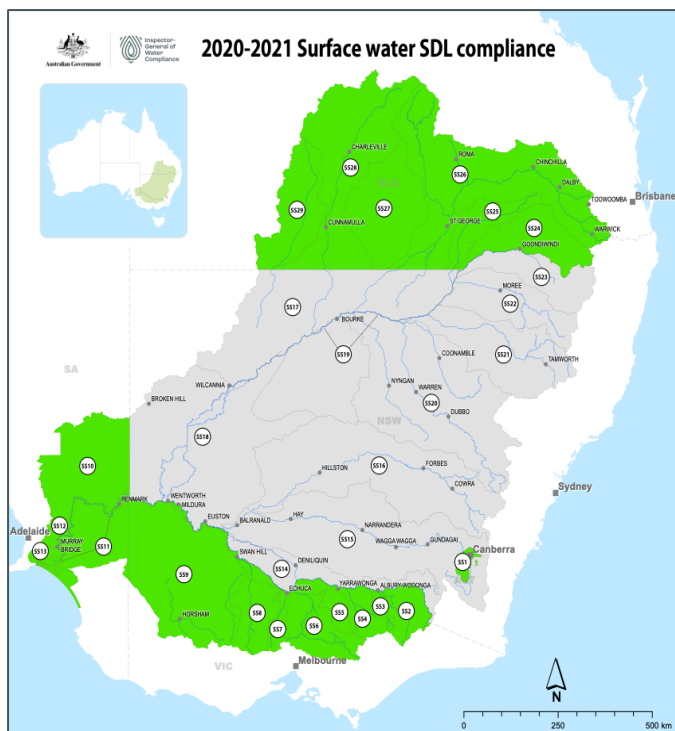 Australian Government
Inspector-
General of
Water
Compliance
2020-2021 Surface water SDL compliance
CHARLEVILLE
SS28
ROMA
SS26
CHINCHILLA
DALBY
TOOWOOMBA
Brisbane
SS29
SS27
CUNNAMULLA
ST GEORGE
SS25
SS24
WARWICK
GOONDIWINDI
SS23
MOREE
SS22
SS17
BOURKE
SS19
COONAMBLE
SS21
TAMWORTH
SA
WILCANNIA
NYNGAN
WARREN
SS20
DUBBO
BROKEN HILL
NSW
SS18
SS16
SS10
HILLSTON
FORBES
COWRA
Sydney
RENMARK
WENTWORTH
MILDURA
EUSTON
BALRANALD
HAY
NARRANDERA
SS12
Adelaide
MURRAY
BRIDGE
SS11
SS13
SS15
WAGGA WAGGA
GUNDAGAI
Canberra
SS1
SWAN HILL
DENILIQUIN
SS14
SS9
ECHUCA
YARRAWONGA
ALBURY-WODONGA
HORSHAM
SS8
SS7
SS6
SS5
SS4
SS3
SS2
VIC
Melbourne
N
0 250 500 km